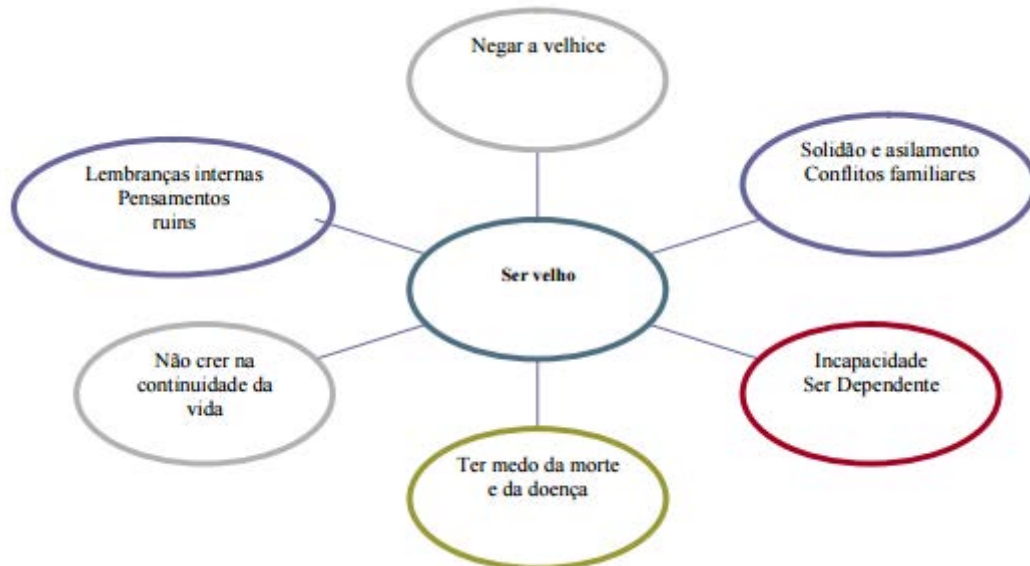 Negar a velhice
Solidão e asilamento
Conflitos familiares
Lembranças internas
Pensamentos
ruins
Ser velho
Não crer na
continuidade da
vida
Incapacidade
Ser Dependente
Ter medo da morte
e da doença